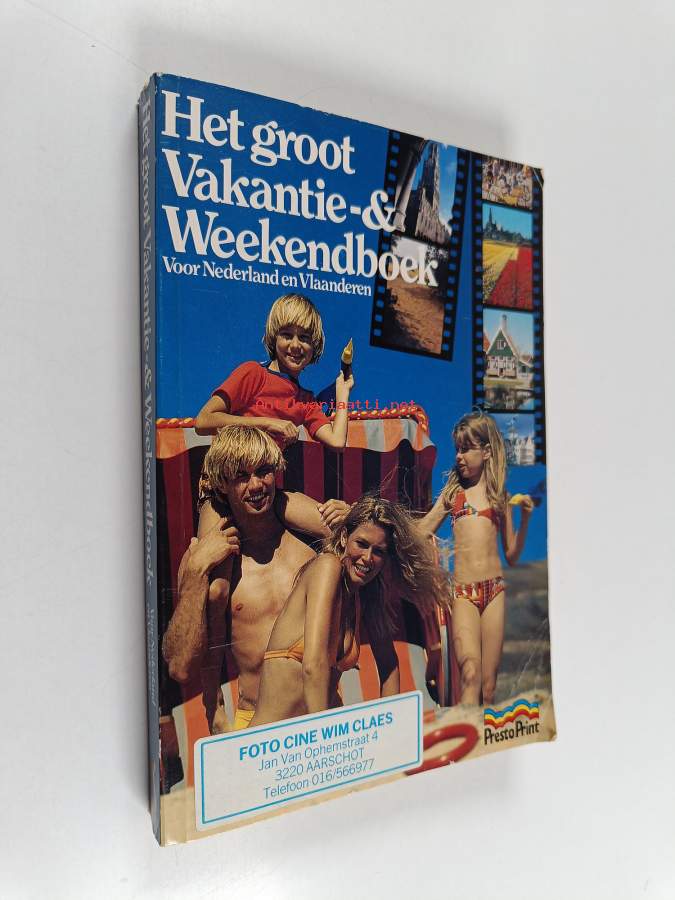 Het groot
Vakantie-&
Weekendboek
Voor Nederland en Vlaanderen
Het groot Vakantie-& Weekendboek
Antikvariaatti.net
PrestoPrint
FOTO CINE WIM CLAES
Jan Van Ophemstraat 4
3220 AARSCHOT
Telefoon 016/566977